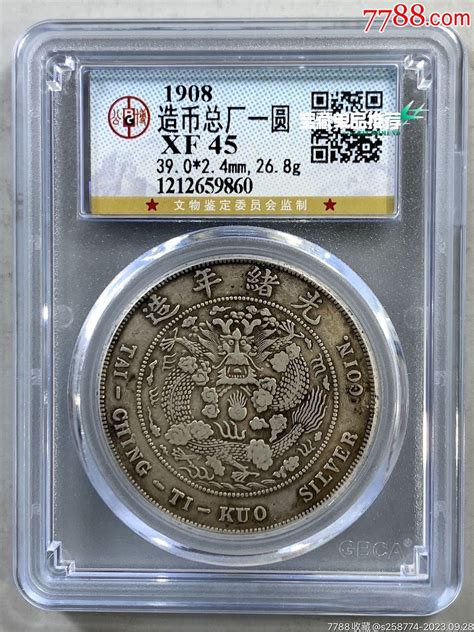 7788.com
1908
造币总厂一圆
XF 45
39.0*2.4mm,26.8g
1212659860
★ 文物鉴定委员会监制 ★
造年緒光
TAI-CHING-TI-KUO SILVER COIN.
GBCA
7788收藏@s258774-2023.09.28